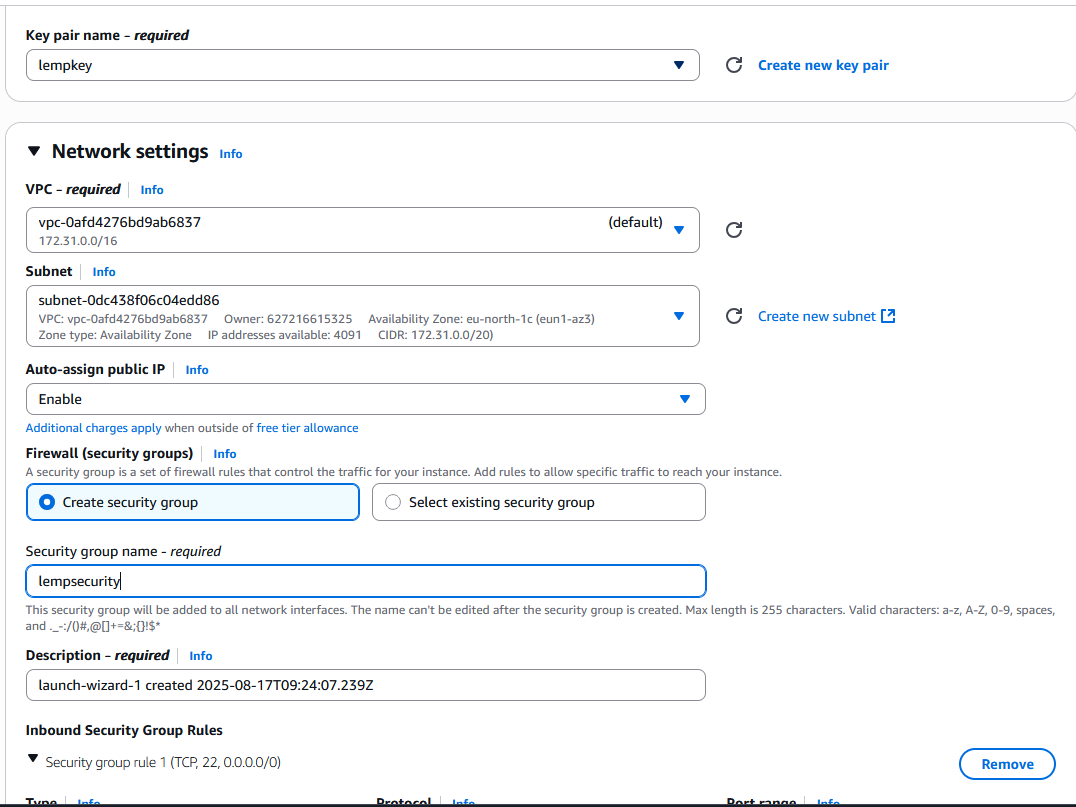 Key pair name – required
lempkey
Create new key pair
Network settings Info
VPC – required Info
vpc-0afd4276bd9ab6837 (default)
172.31.0.0/16
Subnet Info
subnet-0dc438f06c04edd86
VPC: vpc-0afd4276bd9ab6837 Owner: 627216615325 Availability Zone: eu-north-1c (eun1-az3)
Zone type: Availability Zone IP addresses available: 4091 CIDR: 172.31.0.0/20)
Create new subnet
Auto-assign public IP Info
Enable
Additional charges apply when outside of free tier allowance
Firewall (security groups) Info
A security group is a set of firewall rules that control the traffic for your instance. Add rules to allow specific traffic to reach your instance.
Create security group Select existing security group
Security group name - required
lempsecurity
This security group will be added to all network interfaces. The name can't be edited after the security group is created. Max length is 255 characters. Valid characters: a-z, A-Z, 0-9, spaces,
and ._-:/()#,@[]+=&;{}!$*
Description – required Info
launch-wizard-1 created 2025-08-17T09:24:07.239Z
Inbound Security Group Rules
Security group rule 1 (TCP, 22, 0.0.0.0/0)
Remove
Type Info Protocol Info Port range Info